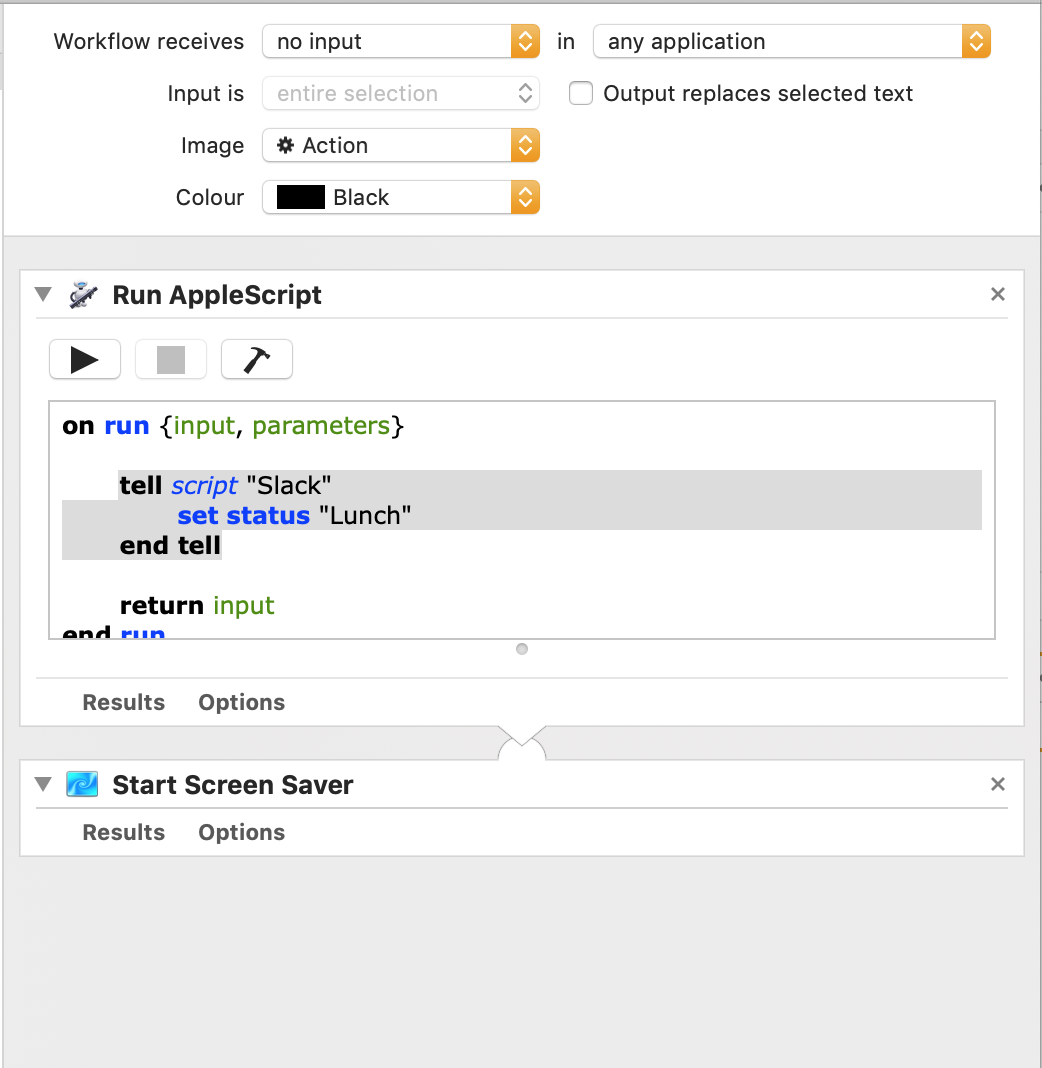 Workflow receives no input in any application
Input is entire selection Output replaces selected text
Image Action
Colour Black
Run AppleScript
on run {input, parameters}
tell script "Slack"
set status "Lunch"
end tell
return input
end run
Results Options
Start Screen Saver
Results Options